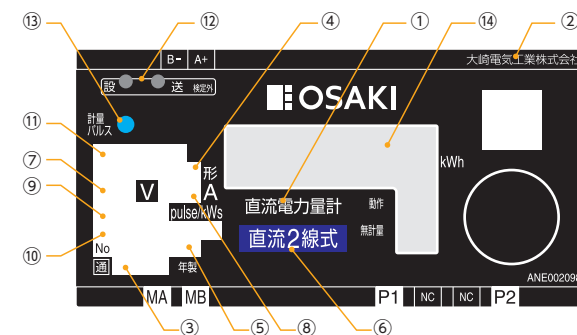 ⑬ ⑫ ④ ① ⑭ ②
B- A+
大崎電気工業株式会社
設 送 検定外
OSAKI
計量
パルス
⑪
⑦
⑨
⑩
形
V A
kWh
pulse/kWs
直流電力量計 動作
直流2線式 無計量
No
通 年製
ANE002098
MA MB P1 NC NC P2
③ ⑤ ⑧ ⑥